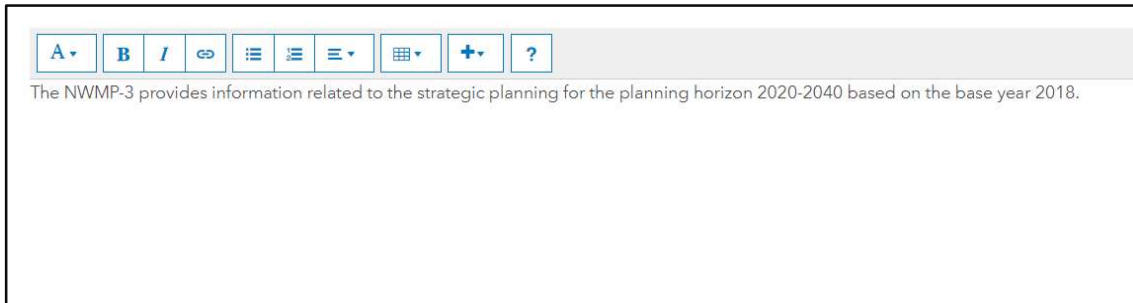 A B I ?
The NWMP-3 provides information related to the strategic planning for the planning horizon 2020-2040 based on the base year 2018.